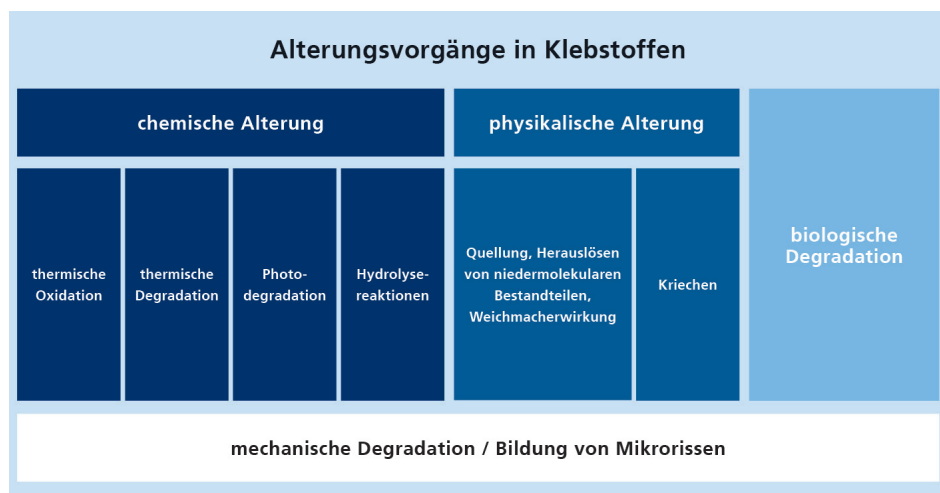 Alterungsvorgänge in Klebstoffen
chemische Alterung
physikalische Alterung
biologische
Degradation
thermische
Oxidation
thermische
Degradation
Photo-
degradation
Hydrolyse-
reaktionen
Quellung, Herauslösen
von niedermolekularen
Bestandteilen,
Weichmacherwirkung
Kriechen
mechanische Degradation / Bildung von Mikrorissen